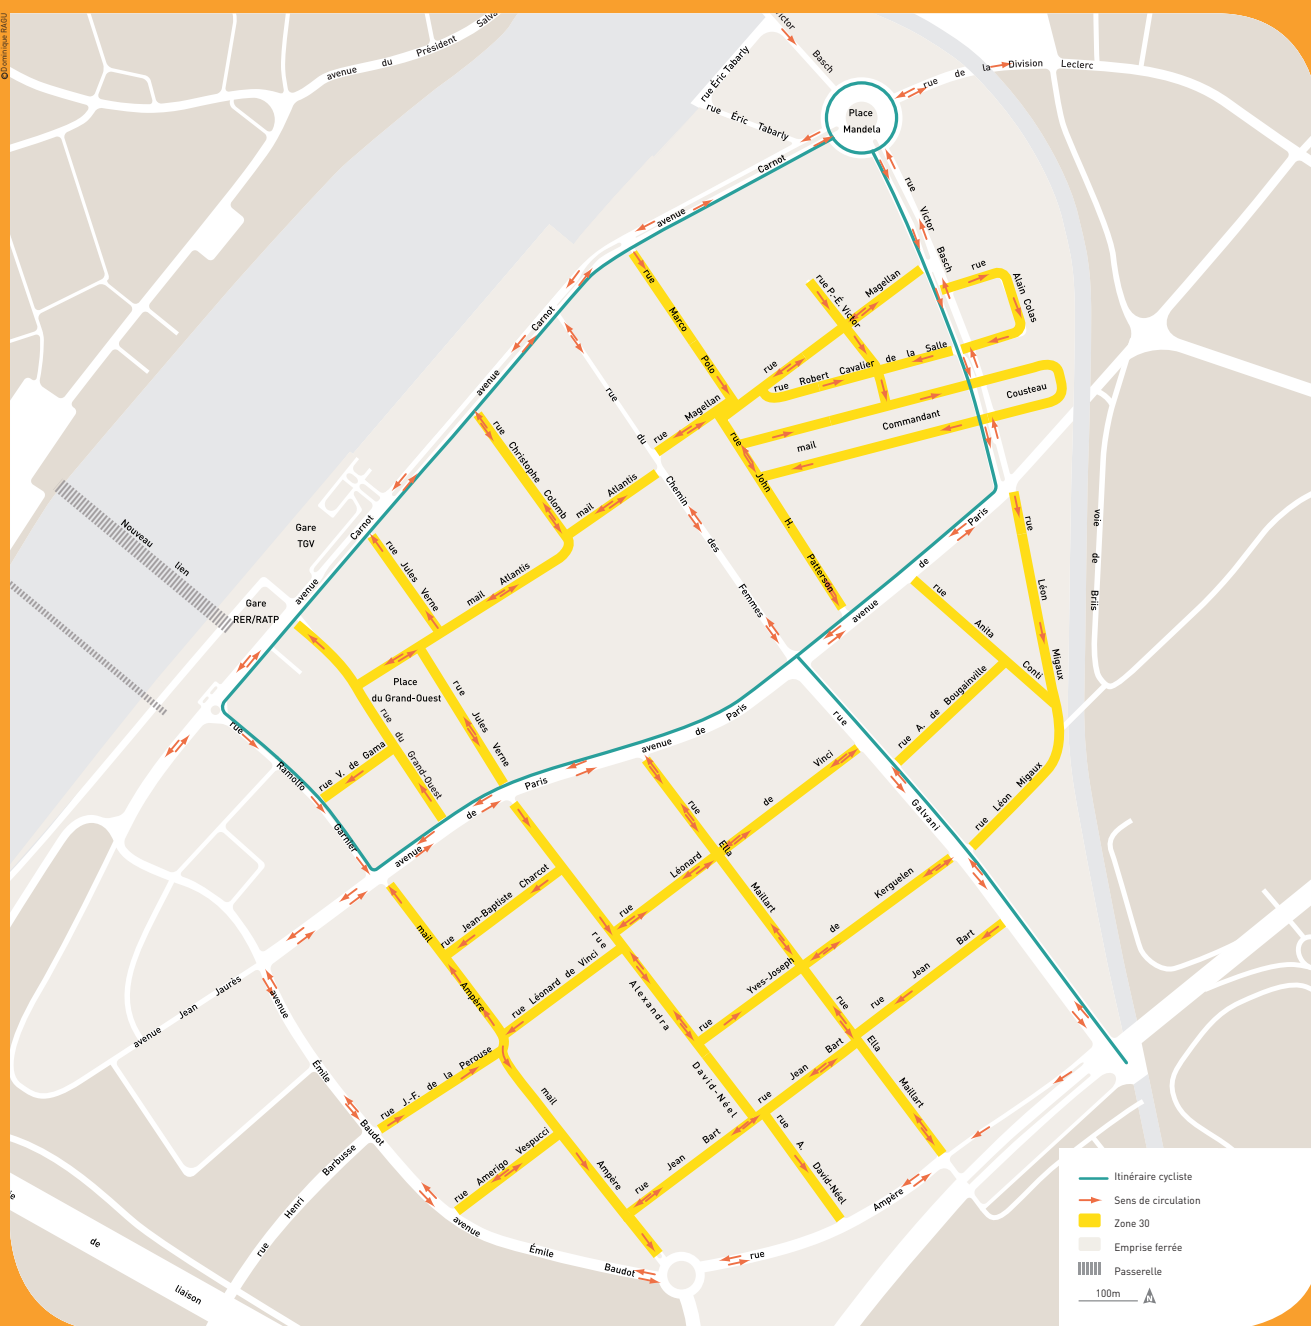 ©Dominique RAGU
avenue du Président Salva
Victor Basch
rue Éric Tabarly
rue Éric Tabarly
Place
Mandela
rue de la Division Leclerc
avenue Carnot
rue Victor Basch
rue Alain Colas
rue Marco Polo
rue P.-É. Victor
rue Magellan
rue Magellan
rue Robert Cavalier de la Salle
mail Commandant Cousteau
avenue Carnot
rue du Chemin des Femmes
rue Christophe Colomb
mail Atlantis
rue John H. Patterson
Nouveau lien
Gare
TGV
avenue Carnot
rue Jules Verne
mail Atlantis
Gare
RER/RATP
avenue de Paris
rue Léon Migaux
voie de Briis
rue Anita Conti
rue A. de Bougainville
Place
du Grand-Ouest
rue du Grand-Ouest
rue Jules Verne
rue V. de Gama
rue Ramolfo Garnier
avenue de Paris
avenue de Paris
rue Galvani
rue Léon Migaux
rue Léonard de Vinci
rue Ella Maillart
rue Jean-Baptiste Charcot
mail Ampère
rue Léonard de Vinci
rue Alexandra David-Néel
rue Yves-Joseph de Kerguelen
rue Jean Bart
rue Ella Maillart
avenue Jean Jaurès
avenue Émile Baudot
rue J.-F. de la Perouse
mail Ampère
rue Jean Bart
rue Amerigo Vespucci
rue Jean Bart
rue A. David-Néel
rue Henri Barbusse
avenue Émile Baudot
rue Ampère
de liaison
Itinéraire cycliste
Sens de circulation
Zone 30
Emprise ferrée
Passerelle
100m
N